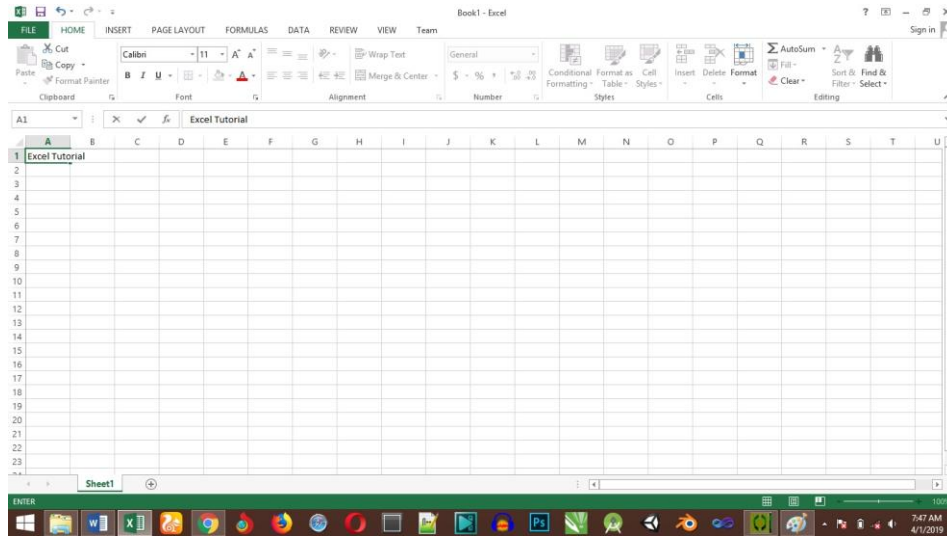 Book1 - Excel
FILE HOME INSERT PAGE LAYOUT FORMULAS DATA REVIEW VIEW Team Sign in
Paste Cut Copy Format Painter
Calibri 11
B I U
Wrap Text
Merge & Center
General
$ %
Conditional Formatting Format as Table Cell Styles
Insert Delete Format
AutoSum Fill Clear
Sort & Filter Find & Select
Clipboard Font Alignment Number Styles Cells Editing
A1 fx Excel Tutorial
A B C D E F G H I J K L M N O P Q R S T U
1 Excel Tutorial
2
3
4
5
6
7
8
9
10
11
12
13
14
15
16
17
18
19
20
21
22
23
Sheet1
ENTER 100%
7:47 AM
4/1/2019